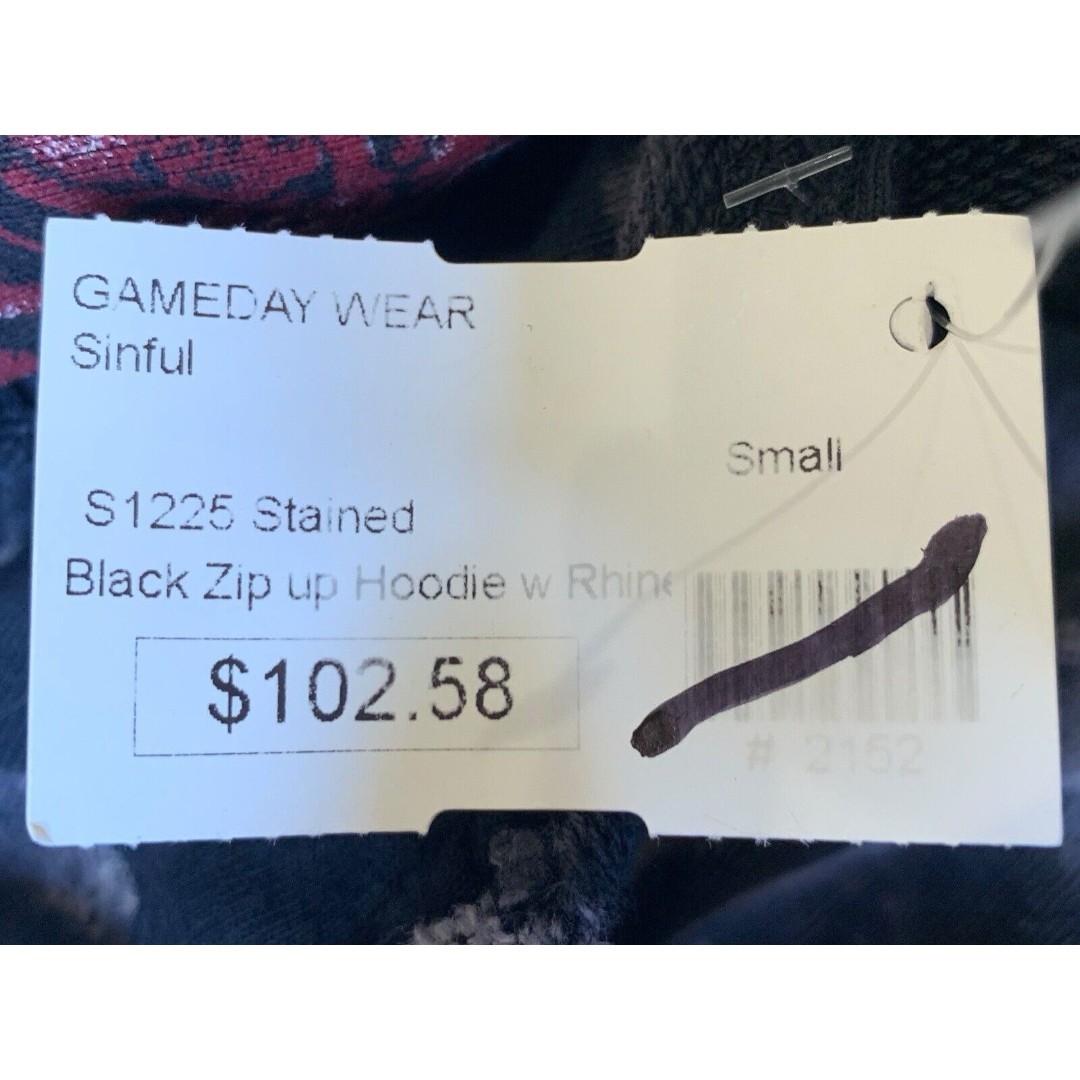 GAMEDAY WEAR
Sinful
Small
S1225 Stained
Black Zip up Hoodie w Rhine
$102.58
# 2152